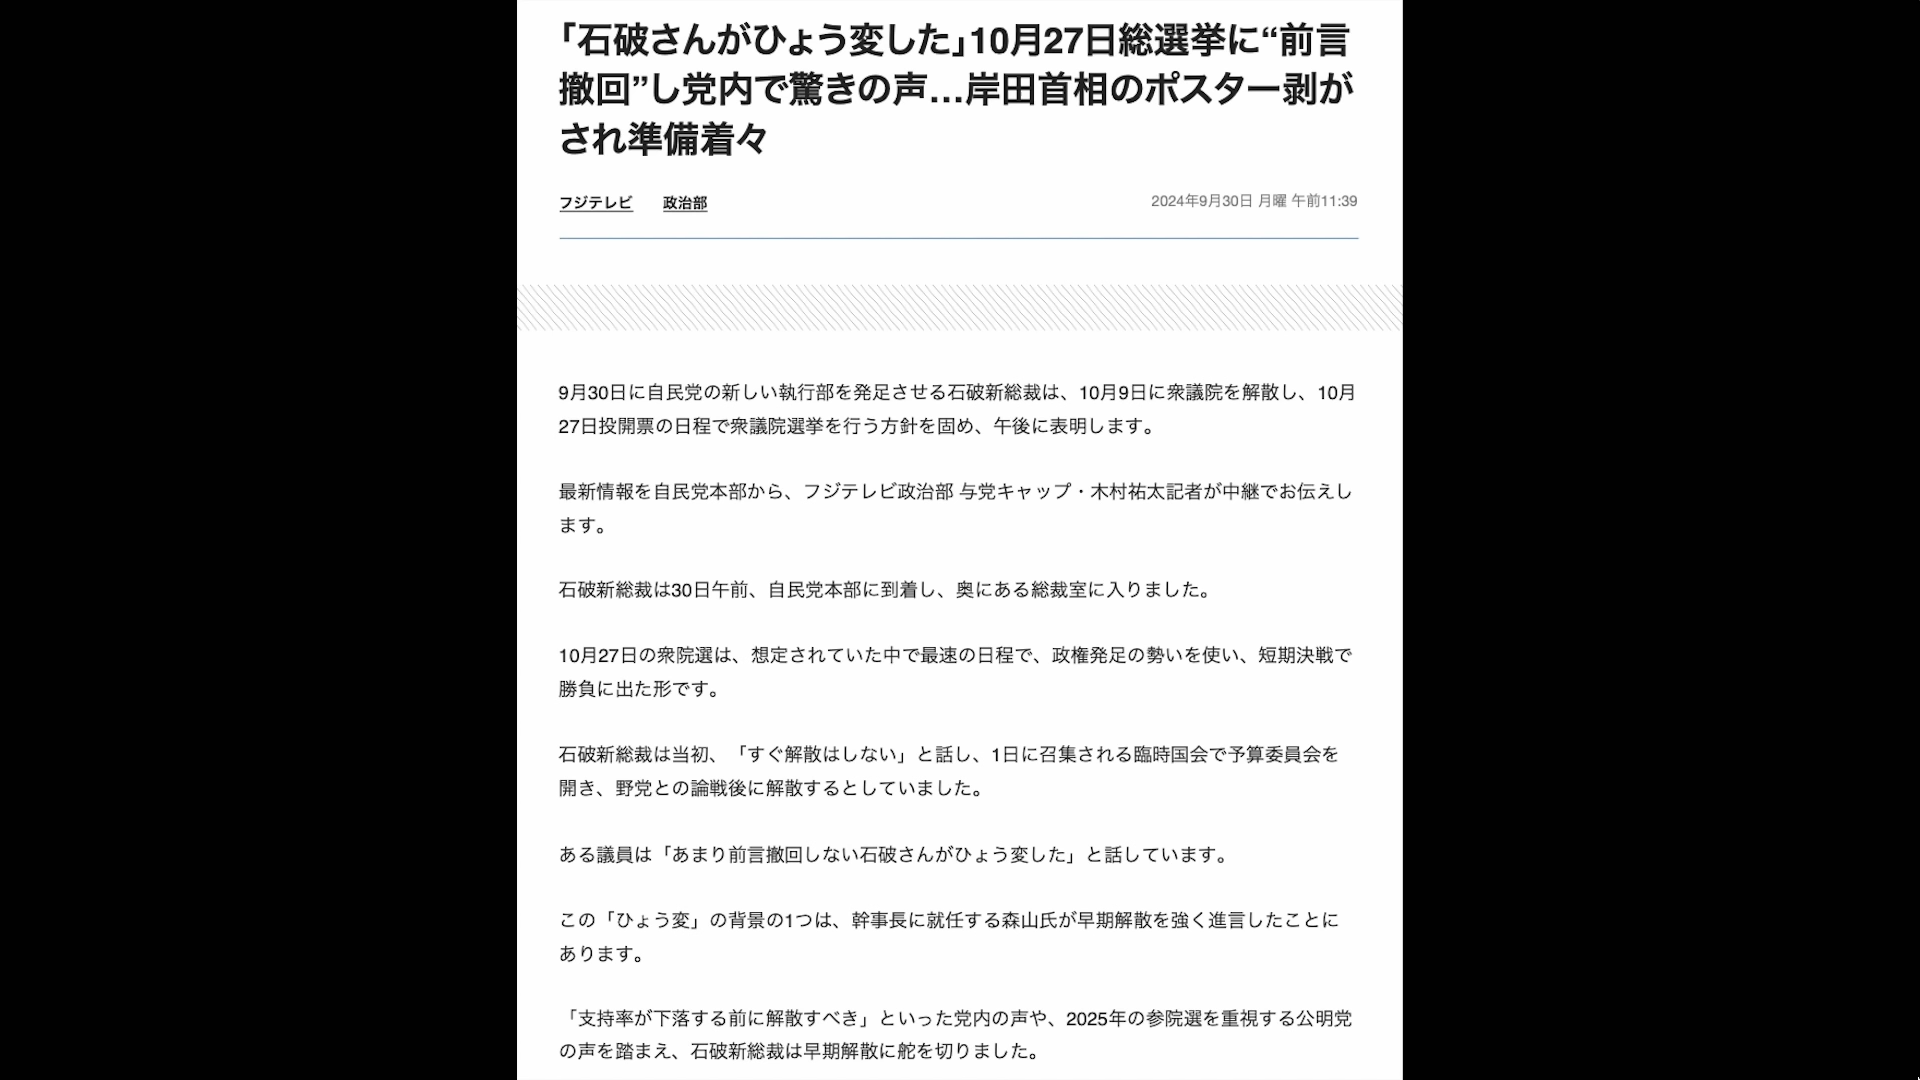 「石破さんがひょう変した」10月27日総選挙に“前言
撤回”し党内で驚きの声…岸田首相のポスター剥が
され準備着々
フジテレビ 政治部
2024年9月30日 月曜 午前11:39
9月30日に自民党の新しい執行部を発足させる石破新総裁は、10月9日に衆議院を解散し、10月
27日投開票の日程で衆議院選挙を行う方針を固め、午後に表明します。
最新情報を自民党本部から、フジテレビ政治部 与党キャップ・木村祐太記者が中継でお伝えし
ます。
石破新総裁は30日午前、自民党本部に到着し、奥にある総裁室に入りました。
10月27日の衆院選は、想定されていた中で最速の日程で、政権発足の勢いを使い、短期決戦で
勝負に出た形です。
石破新総裁は当初、「すぐ解散はしない」と話し、1日に召集される臨時国会で予算委員会を
開き、野党との論戦後に解散するとしていました。
ある議員は「あまり前言撤回しない石破さんがひょう変した」と話しています。
この「ひょう変」の背景の1つは、幹事長に就任する森山氏が早期解散を強く進言したことに
あります。
「支持率が下落する前に解散すべき」といった党内の声や、2025年の参院選を重視する公明党
の声を踏まえ、石破新総裁は早期解散に舵を切りました。